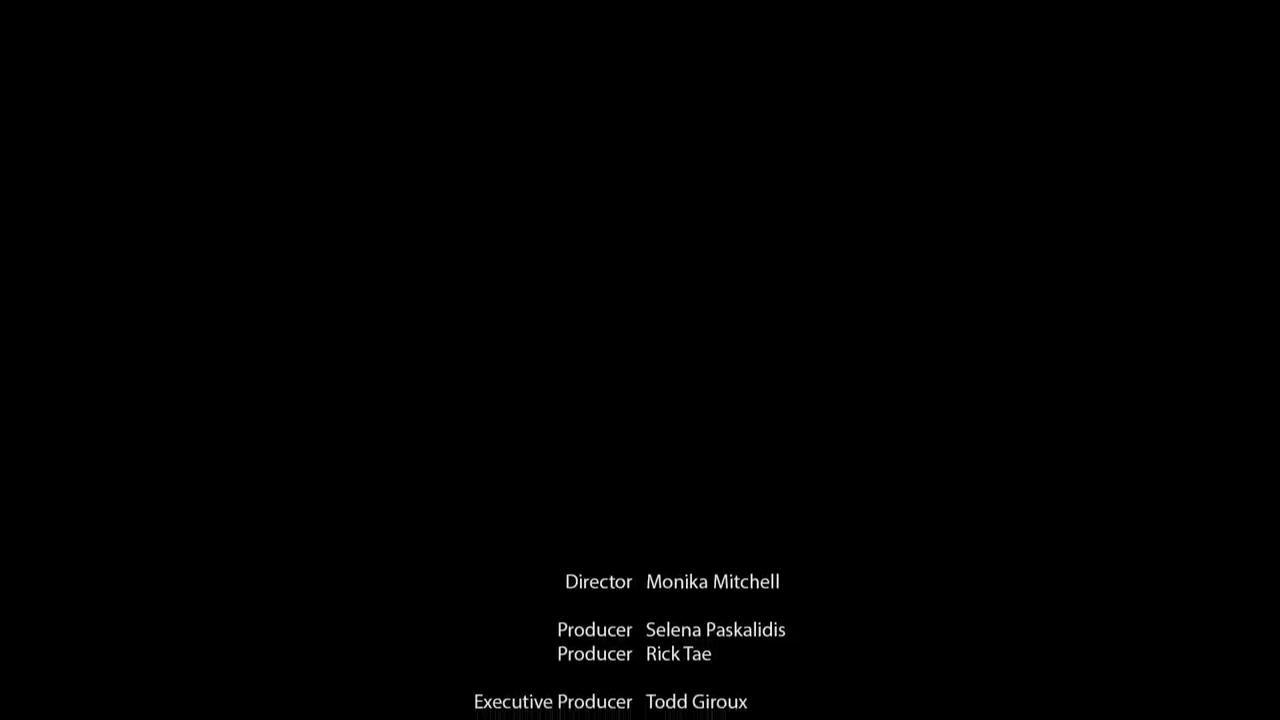 Director Monika Mitchell
Producer Selena Paskalidis
Producer Rick Tae
Executive Producer Todd Giroux